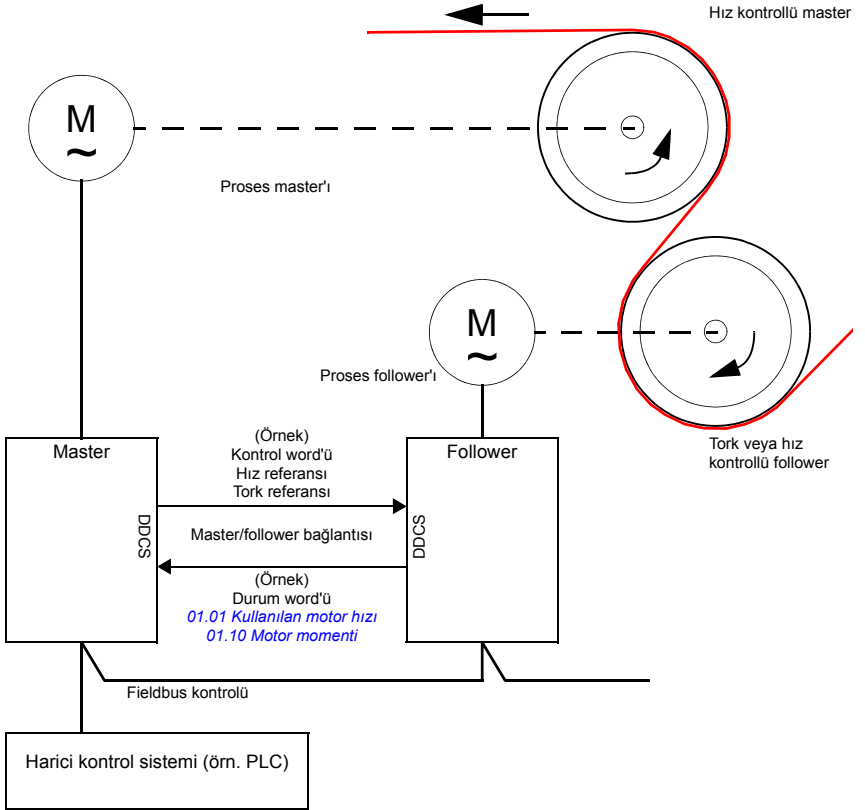 Hız kontrollü master
M
~
Proses master'ı
M
~
Proses follower'ı
Tork veya hız
kontrollü follower
Master
(Örnek)
Kontrol word'ü
Hız referansı
Tork referansı
Follower
DDCS
Master/follower bağlantısı
DDCS
(Örnek)
Durum word'ü
01.01 Kullanılan motor hızı
01.10 Motor momenti
Fieldbus kontrolü
Harici kontrol sistemi (örn. PLC)